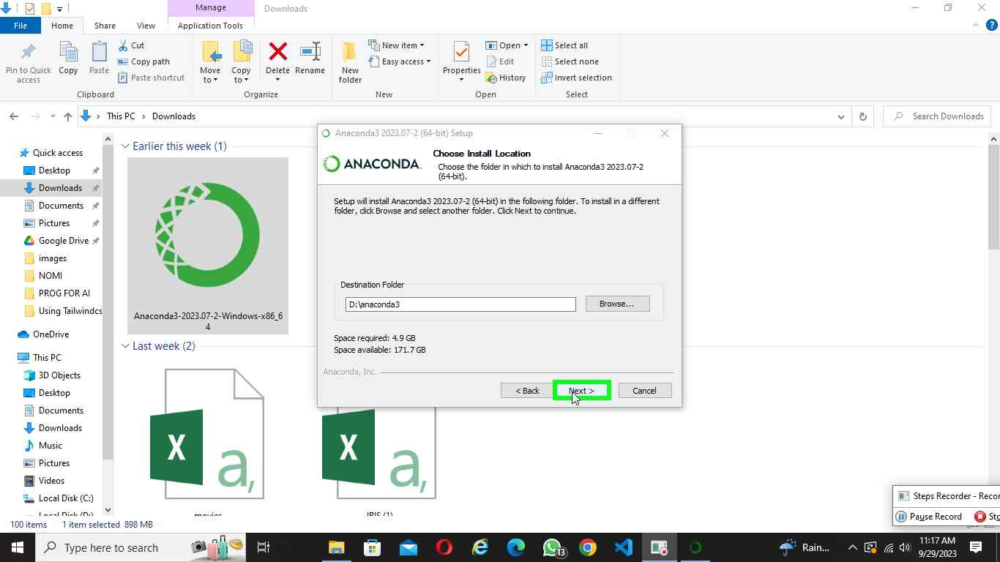 Manage
Downloads
File
Home
Share
View
Application Tools
Pin to Quick access
Copy
Paste
Cut
Copy path
Paste shortcut
Move to
Copy to
Delete
Rename
New folder
New item
Easy access
Properties
Open
Edit
History
Select all
Select none
Invert selection
Clipboard
Organize
New
Open
Select
This PC > Downloads
Search Downloads
Quick access
Desktop
Downloads
Documents
Pictures
Google Drive
images
NOMI
PROG FOR AI
Using Tailwindcs
OneDrive
This PC
3D Objects
Desktop
Documents
Downloads
Music
Pictures
Videos
Local Disk (C:)
Local Disk (D:)
Earlier this week (1)
ANACONDA3-2023.07-2-Windows-x86_6
4
Last week (2)
X a,
X a,
movies
IRIS (1)
Anaconda3 2023.07-2 (64-bit) Setup
ANACONDA.
Choose Install Location
Choose the folder in which to install Anaconda3 2023.07-2
(64-bit).
Setup will install Anaconda3 2023.07-2 (64-bit) in the following folder. To install in a different
folder, click Browse and select another folder. Click Next to continue.
Destination Folder
D:\anaconda3
Browse...
Space required: 4.9 GB
Space available: 171.7 GB
Anaconda, Inc.
< Back
Next >
Cancel
Steps Recorder - Recor
Pause Record
Sto
100 items
1 item selected 898 MB
Type here to search
13
Rain...
11:17 AM
9/29/2023